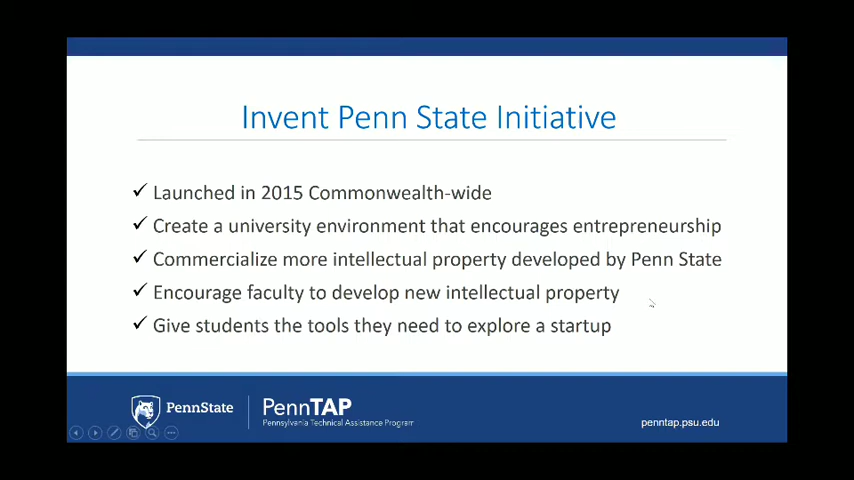 Invent Penn State Initiative
Launched in 2015 Commonwealth-wide
Create a university environment that encourages entrepreneurship
Commercialize more intellectual property developed by Penn State
Encourage faculty to develop new intellectual property
Give students the tools they need to explore a startup
PennState
PennTAP
Pennsylvania Technical Assistance Program
penntap.psu.edu